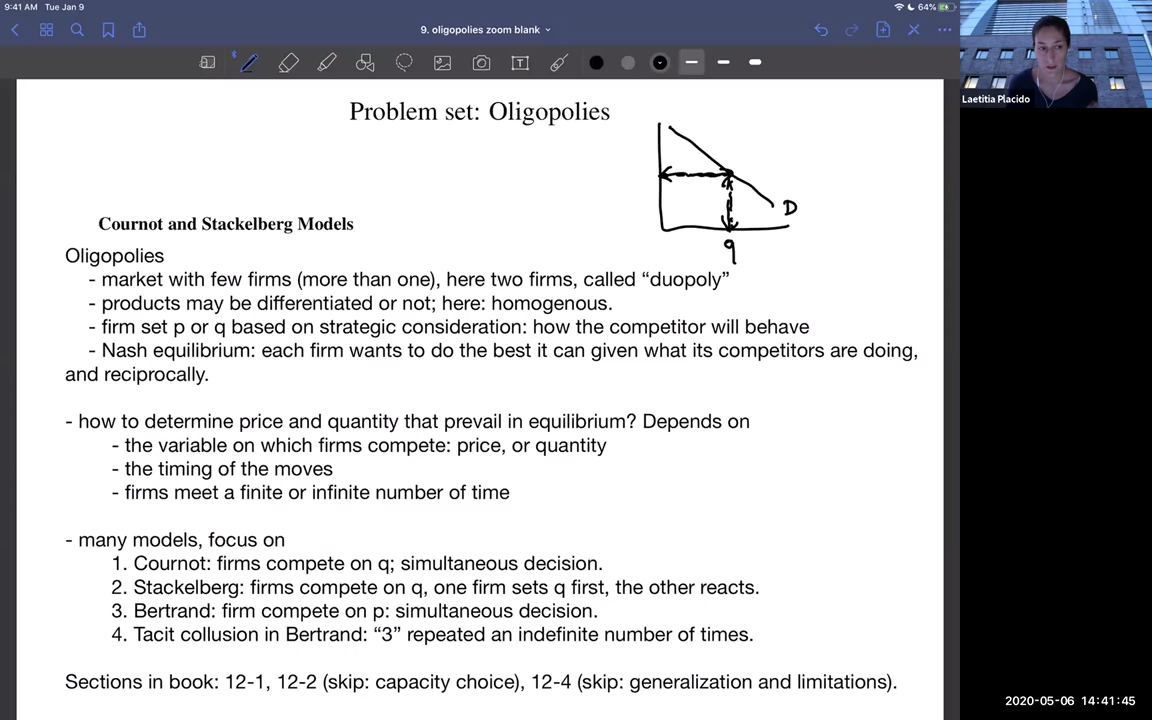 9:41 AM Tue Jan 9
64%
9. oligopolies zoom blank
Laetitia Placido
Problem set: Oligopolies
D
q
Cournot and Stackelberg Models
Oligopolies
- market with few firms (more than one), here two firms, called “duopoly”
- products may be differentiated or not; here: homogenous.
- firm set p or q based on strategic consideration: how the competitor will behave
- Nash equilibrium: each firm wants to do the best it can given what its competitors are doing,
and reciprocally.
- how to determine price and quantity that prevail in equilibrium? Depends on
- the variable on which firms compete: price, or quantity
- the timing of the moves
- firms meet a finite or infinite number of time
- many models, focus on
1. Cournot: firms compete on q; simultaneous decision.
2. Stackelberg: firms compete on q, one firm sets q first, the other reacts.
3. Bertrand: firm compete on p: simultaneous decision.
4. Tacit collusion in Bertrand: “3” repeated an indefinite number of times.
Sections in book: 12-1, 12-2 (skip: capacity choice), 12-4 (skip: generalization and limitations).
2020-05-06 14:41:45